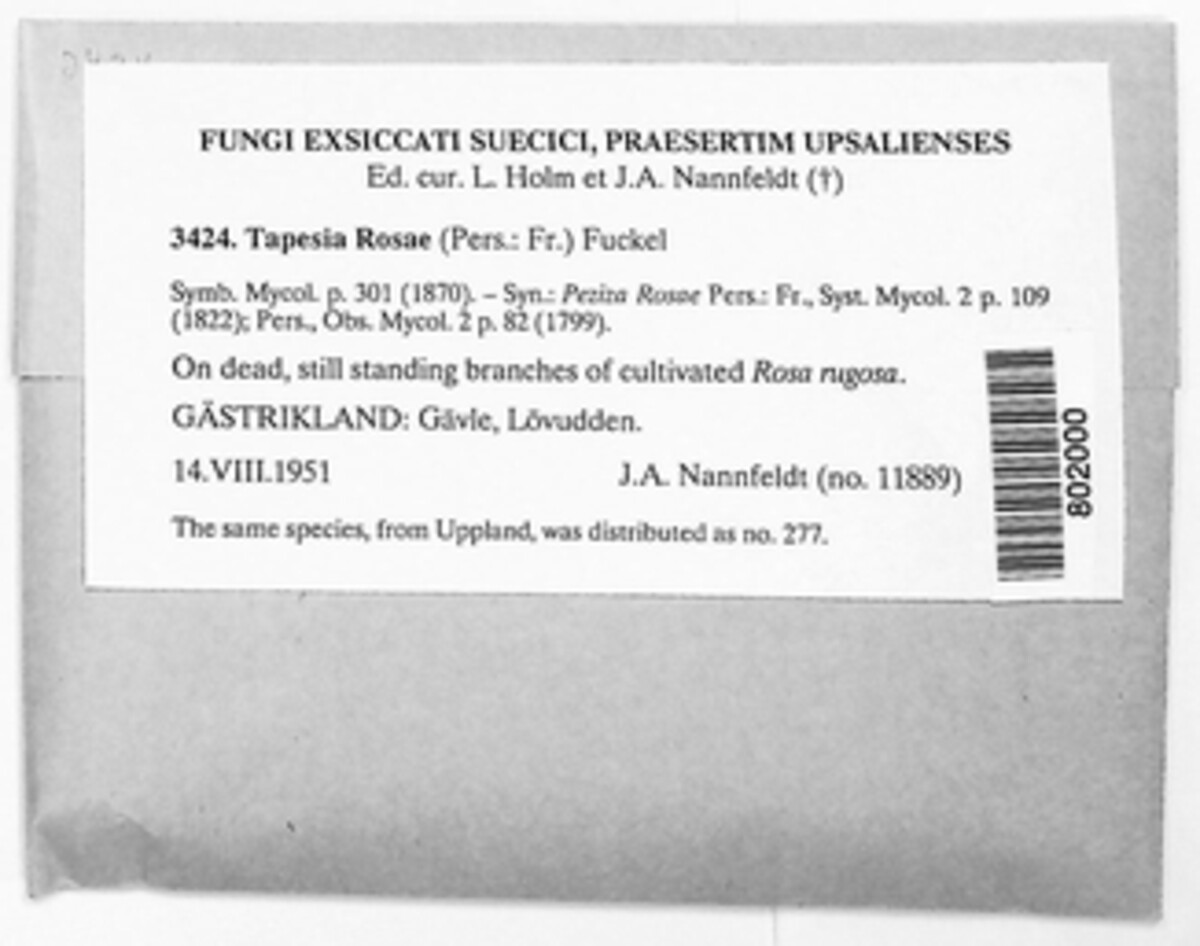 FUNGI EXSICCATI SUECICI, PRAESERTIM UPSALIENSES
Ed. cur. L. Holm et J.A. Nannfeldt (†)
3424. Tapesia Rosae (Pers.: Fr.) Fuckel
Symb. Mycol. p. 301 (1870). – Syn.: Peziza Rosae Pers.: Fr., Syst. Mycol. 2 p. 109
(1822); Pers., Obs. Mycol. 2 p. 82 (1799).
On dead, still standing branches of cultivated Rosa rugosa.
GÄSTRIKLAND: Gävle, Lövudden.
14.VIII.1951 J.A. Nannfeldt (no. 11889)
The same species, from Uppland, was distributed as no. 277.
802000